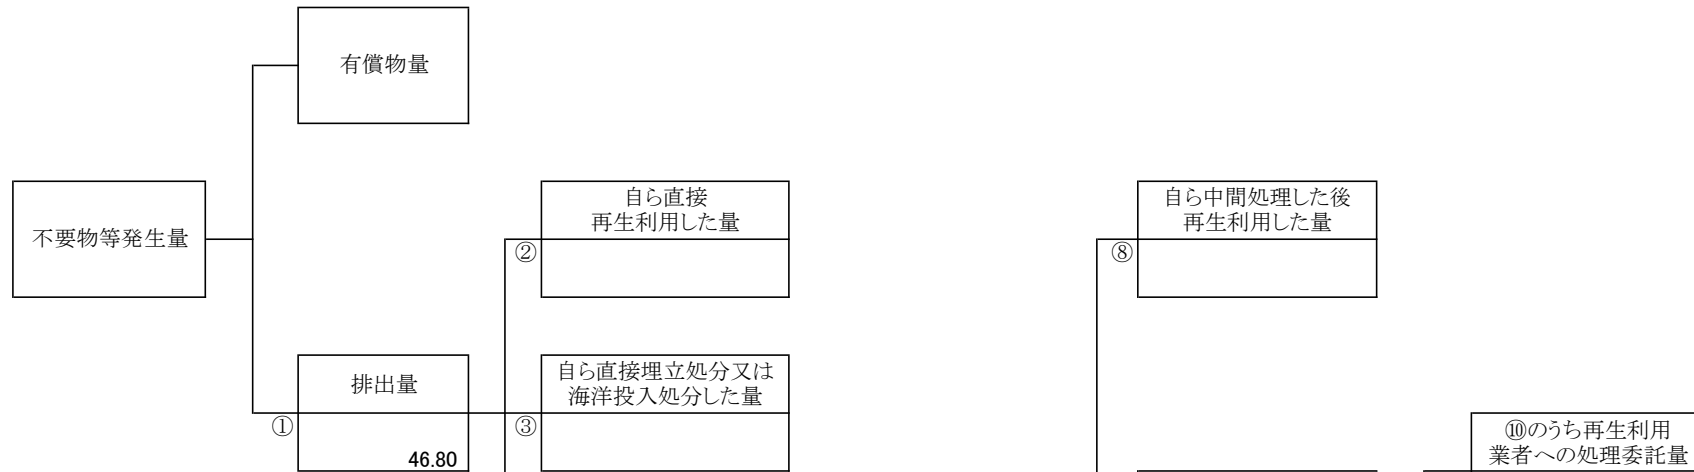 有償物量
不要物等発生量
自ら直接
再生利用した量
②
自ら中間処理した後
再生利用した量
⑧
排出量
①
46.80
自ら直接埋立処分又は
海洋投入処分した量
③
⑩のうち再生利用
業者への処理委託量